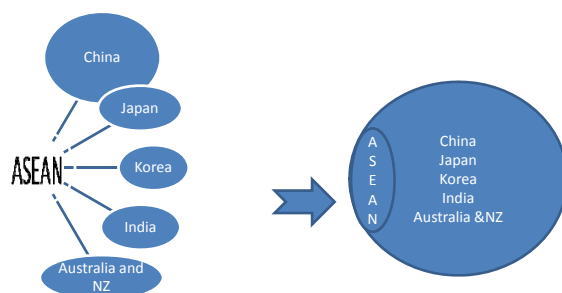 China
Japan
ASEAN
Korea
India
Australia and
NZ
A
S
E
A
N
China
Japan
Korea
India
Australia &NZ